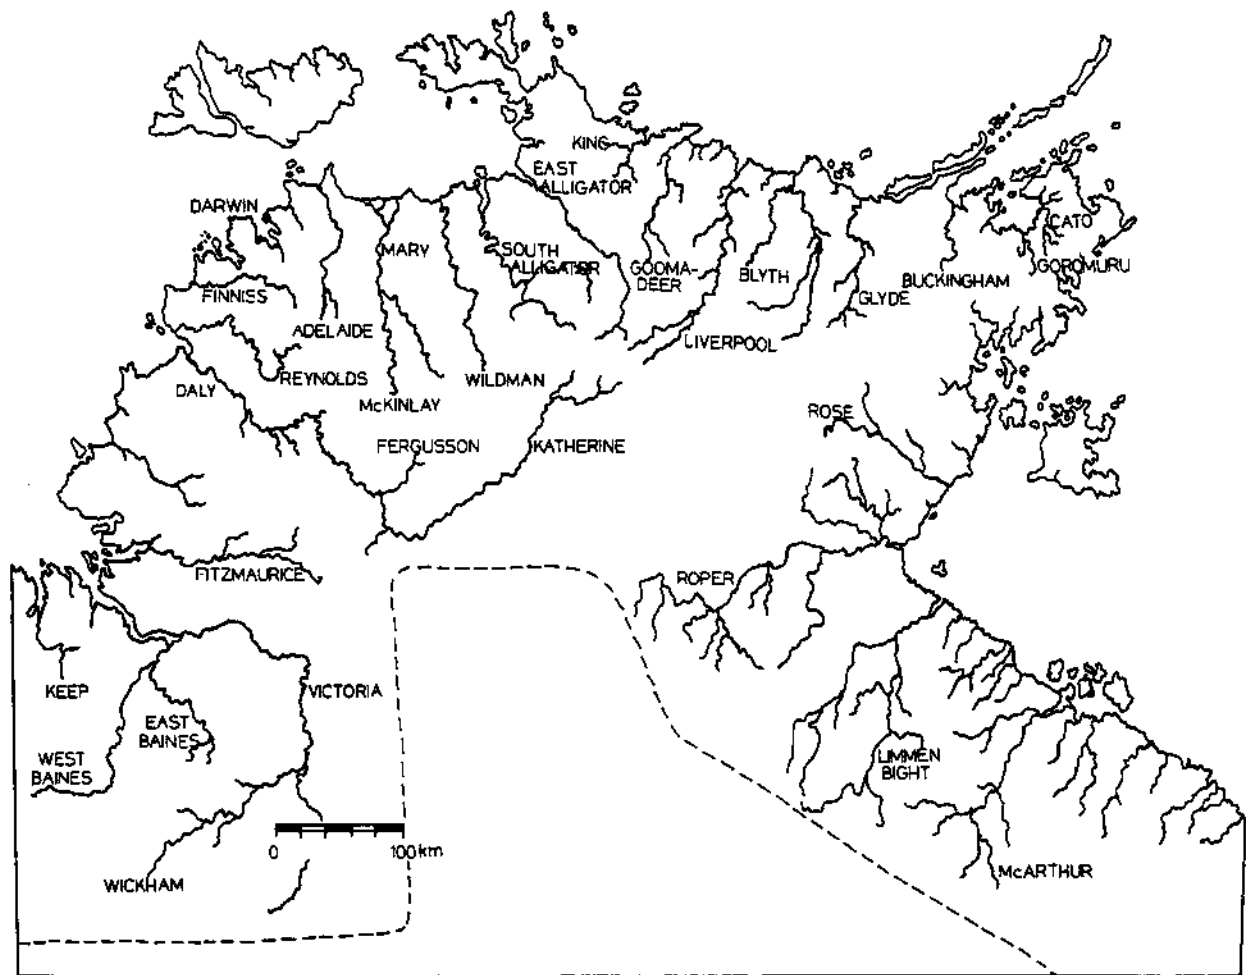 KING
EAST
ALLIGATOR
DARWIN
CATO
MARY
SOUTH
ALLIGATOR
GOOMA-
DEER
BLYTH
BUCKINGHAM
GOROMURU
FINNISS
GLYDE
ADELAIDE
LIVERPOOL
REYNOLDS
WILDMAN
DALY
McKINLAY
ROSE
FERGUSSON
KATHERINE
FITZMAURICE
ROPER
KEEP
VICTORIA
EAST
BAINES
WEST
BAINES
LIMMEN
BIGHT
0 100km
McARTHUR
WICKHAM